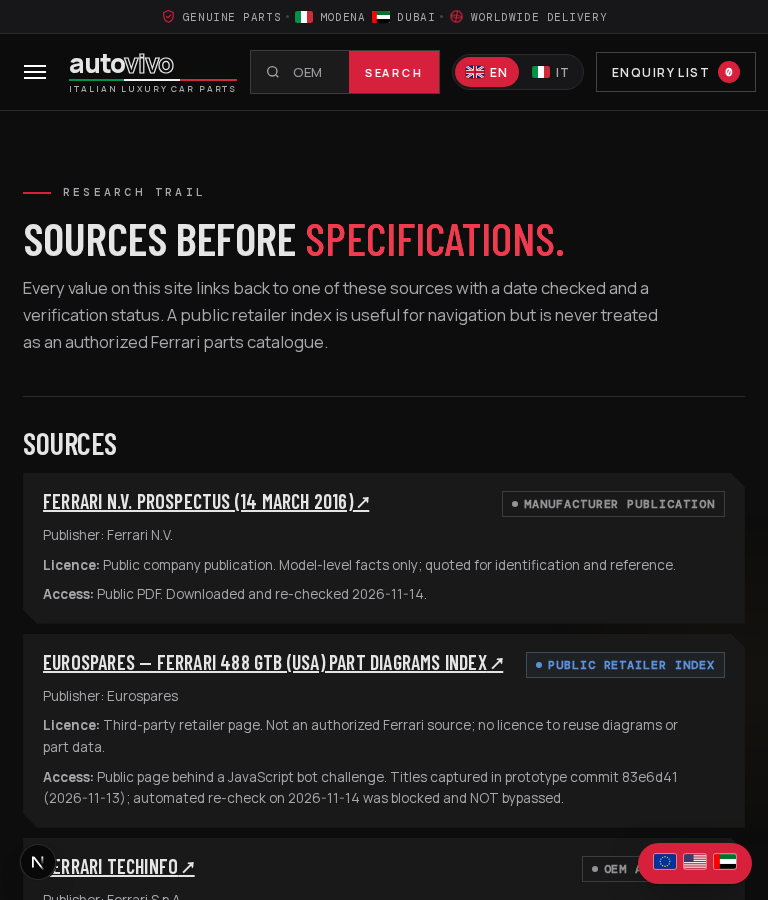 GENUINE PARTS • MODENA DUBAI • WORLDWIDE DELIVERY
autovivo
ITALIAN LUXURY CAR PARTS
OEM
SEARCH
EN
IT
ENQUIRY LIST 0
RESEARCH TRAIL
SOURCES BEFORE SPECIFICATIONS.
Every value on this site links back to one of these sources with a date checked and a
verification status. A public retailer index is useful for navigation but is never treated
as an authorized Ferrari parts catalogue.
SOURCES
FERRARI N.V. PROSPECTUS (14 MARCH 2016) ↗
MANUFACTURER PUBLICATION
Publisher: Ferrari N.V.
Licence: Public company publication. Model-level facts only; quoted for identification and reference.
Access: Public PDF. Downloaded and re-checked 2026-11-14.
EUROSPARES — FERRARI 488 GTB (USA) PART DIAGRAMS INDEX ↗
PUBLIC RETAILER INDEX
Publisher: Eurospares
Licence: Third-party retailer page. Not an authorized Ferrari source; no licence to reuse diagrams or
part data.
Access: Public page behind a JavaScript bot challenge. Titles captured in prototype commit 83e6d41
(2026-11-13); automated re-check on 2026-11-14 was blocked and NOT bypassed.
N
FERRARI TECHINFO ↗
OEM
Publisher: Ferrari S.p.A.